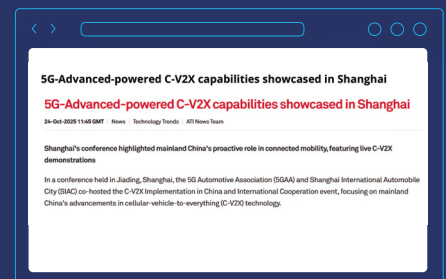 5G-Advanced-powered C-V2X capabilities showcased in Shanghai
5G-Advanced-powered C-V2X capabilities showcased in Shanghai
24-Oct-2025 11:45 GMT | News | Technology Trends | ATI News Team
Shanghai's conference highlighted mainland China's proactive role in connected mobility, featuring live C-V2X
demonstrations
In a conference held in Jiading, Shanghai, the 5G Automotive Association (5GAA) and Shanghai International Automobile
City (SIAC) co-hosted the C-V2X Implementation in China and International Cooperation event, focusing on mainland
China's advancements in cellular-vehicle-to-everything (C-V2X) technology.